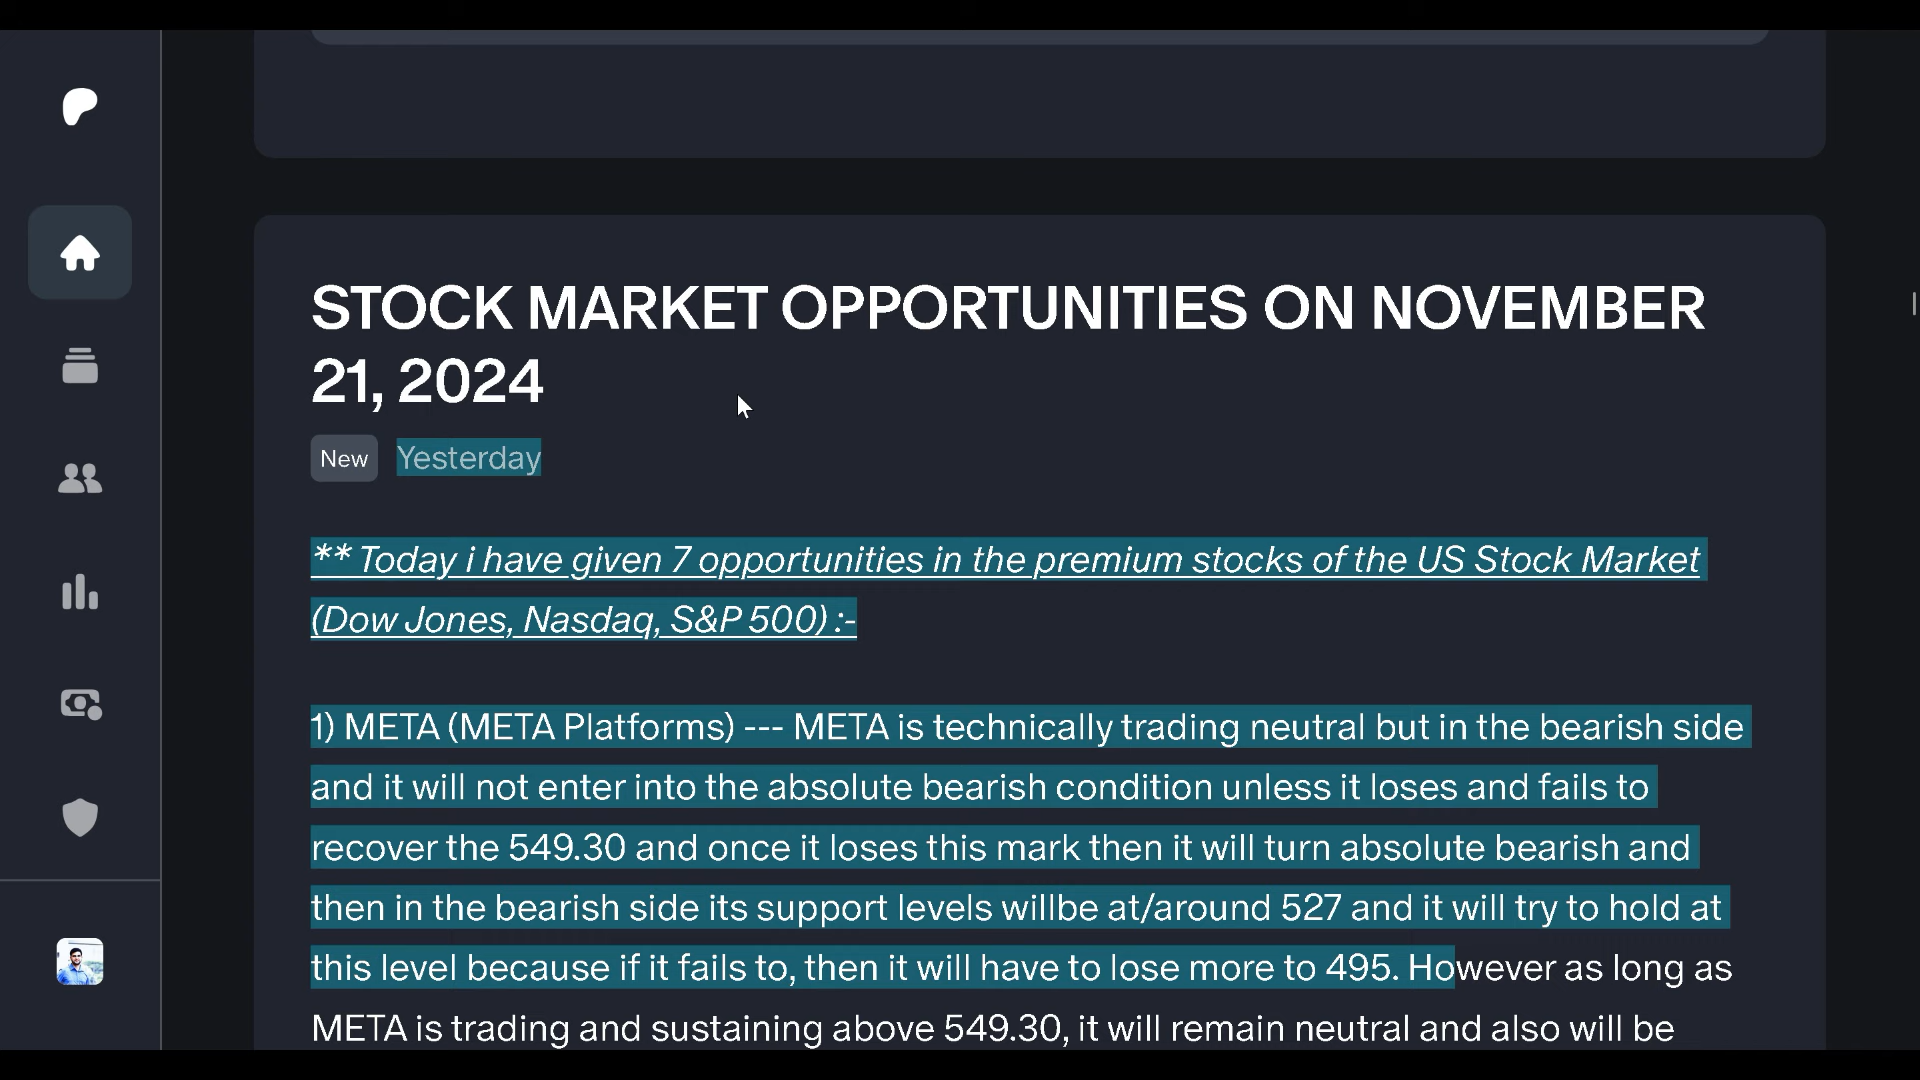 STOCK MARKET OPPORTUNITIES ON NOVEMBER
21, 2024
New Yesterday
** Today i have given 7 opportunities in the premium stocks of the US Stock Market
(Dow Jones, Nasdaq, S&P 500) :-
1) META (META Platforms) --- META is technically trading neutral but in the bearish side
and it will not enter into the absolute bearish condition unless it loses and fails to
recover the 549.30 and once it loses this mark then it will turn absolute bearish and
then in the bearish side its support levels willbe at/around 527 and it will try to hold at
this level because if it fails to, then it will have to lose more to 495. However as long as
META is trading and sustaining above 549.30, it will remain neutral and also will be